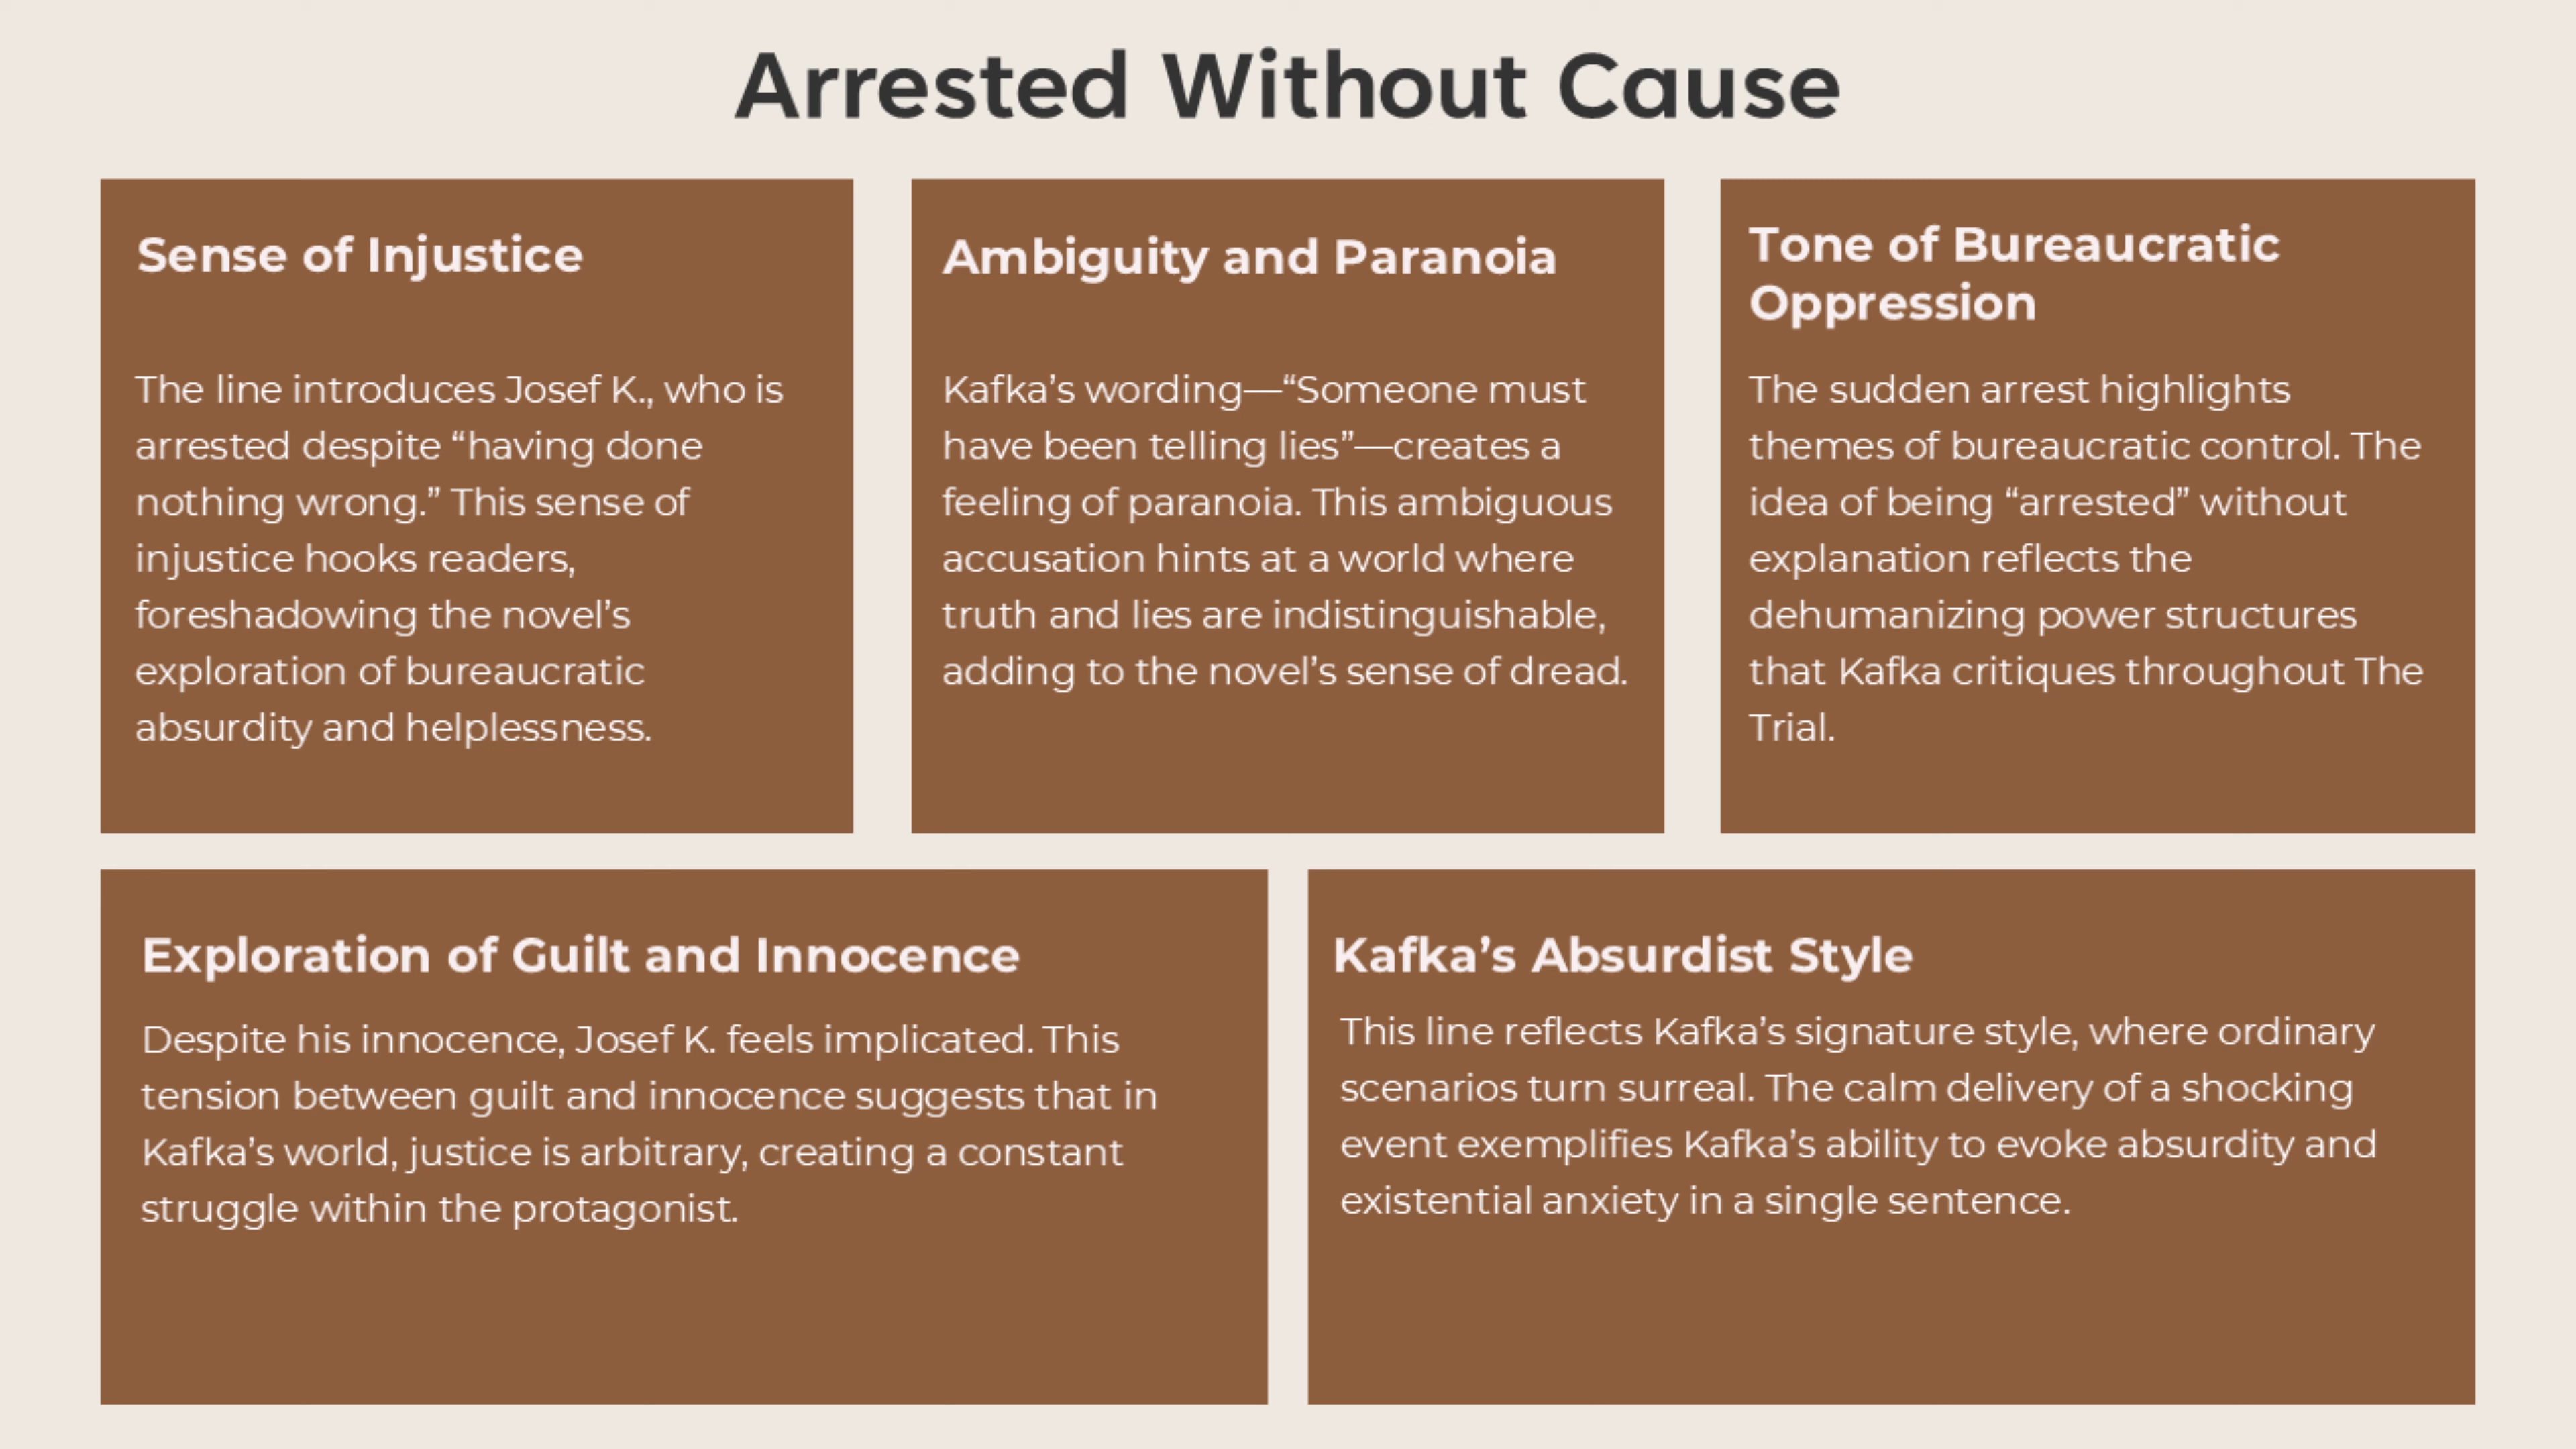 Arrested Without Cause
Sense of Injustice
The line introduces Josef K., who is
arrested despite “having done
nothing wrong.” This sense of
injustice hooks readers,
foreshadowing the novel’s
exploration of bureaucratic
absurdity and helplessness.
Ambiguity and Paranoia
Kafka’s wording—“Someone must
have been telling lies”—creates a
feeling of paranoia. This ambiguous
accusation hints at a world where
truth and lies are indistinguishable,
adding to the novel’s sense of dread.
Tone of Bureaucratic
Oppression
The sudden arrest highlights
themes of bureaucratic control. The
idea of being “arrested” without
explanation reflects the
dehumanizing power structures
that Kafka critiques throughout The
Trial.
Exploration of Guilt and Innocence
Despite his innocence, Josef K. feels implicated. This
tension between guilt and innocence suggests that in
Kafka’s world, justice is arbitrary, creating a constant
struggle within the protagonist.
Kafka’s Absurdist Style
This line reflects Kafka’s signature style, where ordinary
scenarios turn surreal. The calm delivery of a shocking
event exemplifies Kafka’s ability to evoke absurdity and
existential anxiety in a single sentence.